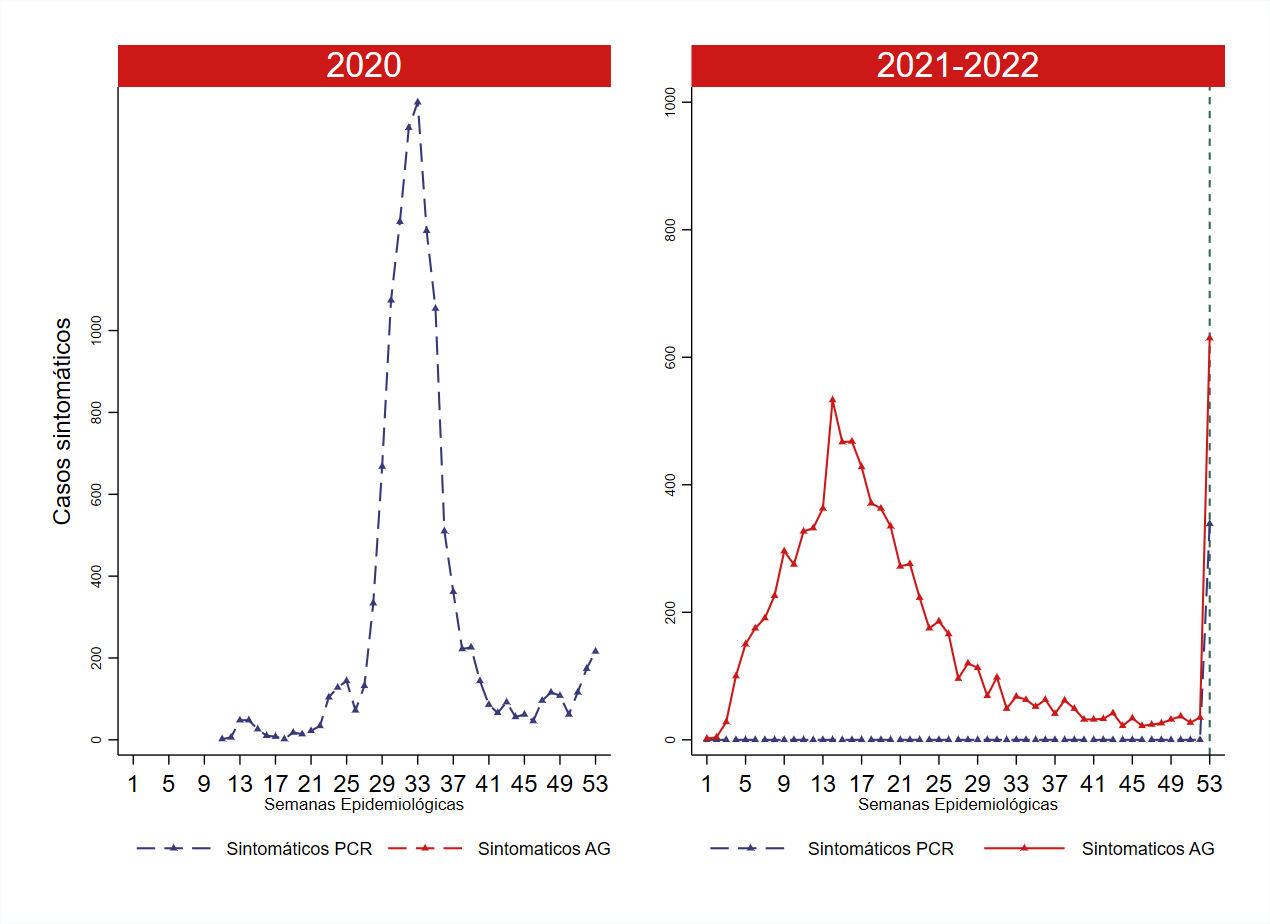 2020
2021-2022
Casos sintomáticos
1000
800
600
400
200
0
1 5 9 13 17 21 25 29 33 37 41 45 49 53
Semanas Epidemiológicas
Sintomáticos PCR Sintomaticos AG
1000
800
600
400
200
0
1 5 9 13 17 21 25 29 33 37 41 45 49 53
Semanas Epidemiológicas
Sintomáticos PCR Sintomaticos AG